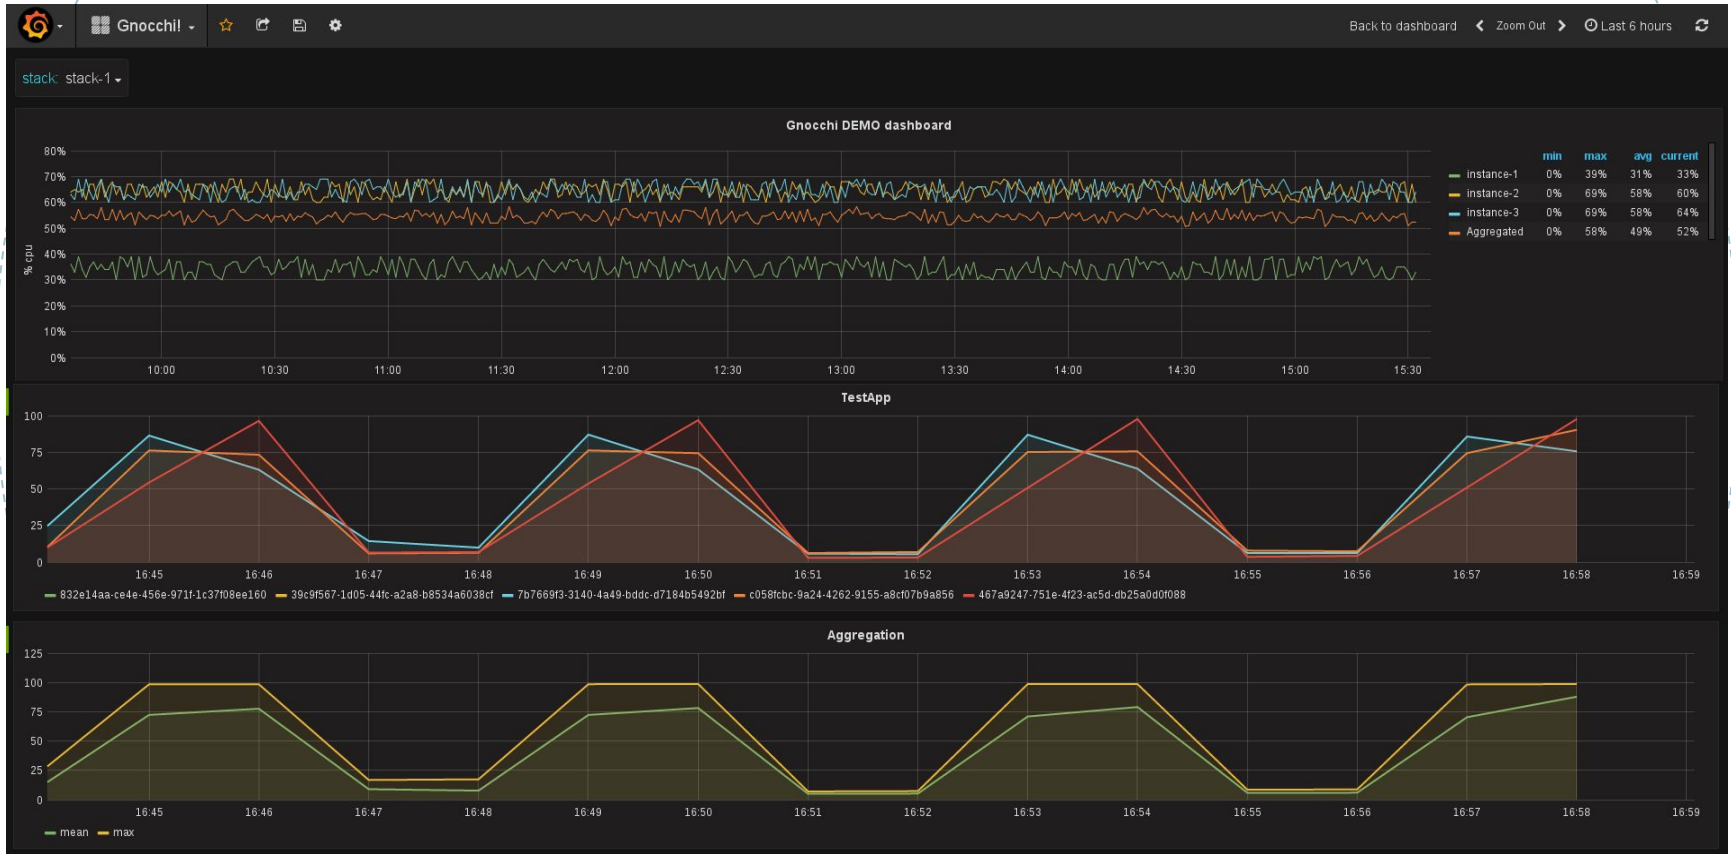 Gnocchi! Back to dashboard Zoom Out Last 6 hours
stack: stack-1
Gnocchi DEMO dashboard
80%
70%
60%
50%
40%
30%
20%
10%
0%
% cpu
10:00 10:30 11:00 11:30 12:00 12:30 13:00 13:30 14:00 14:30 15:00 15:30
min max avg current
instance-1 0% 39% 31% 33%
instance-2 0% 69% 58% 60%
instance-3 0% 69% 58% 64%
Aggregated 0% 58% 49% 52%
TestApp
100
75
50
25
0
16:45 16:46 16:47 16:48 16:49 16:50 16:51 16:52 16:53 16:54 16:55 16:56 16:57 16:58 16:59
832e14aa-ce4e-456e-971f-1c37f08ee160 39c9f567-1d05-44fc-a2a8-b8534a6038cf 7b7669f3-3140-4a49-bddc-d7184b5492bf c058fcbc-9a24-4262-9155-a8cf07b9a856 467a9247-751e-4f23-ac5d-db25a0d0f088
Aggregation
125
100
75
50
25
0
16:45 16:46 16:47 16:48 16:49 16:50 16:51 16:52 16:53 16:54 16:55 16:56 16:57 16:58 16:59
mean max